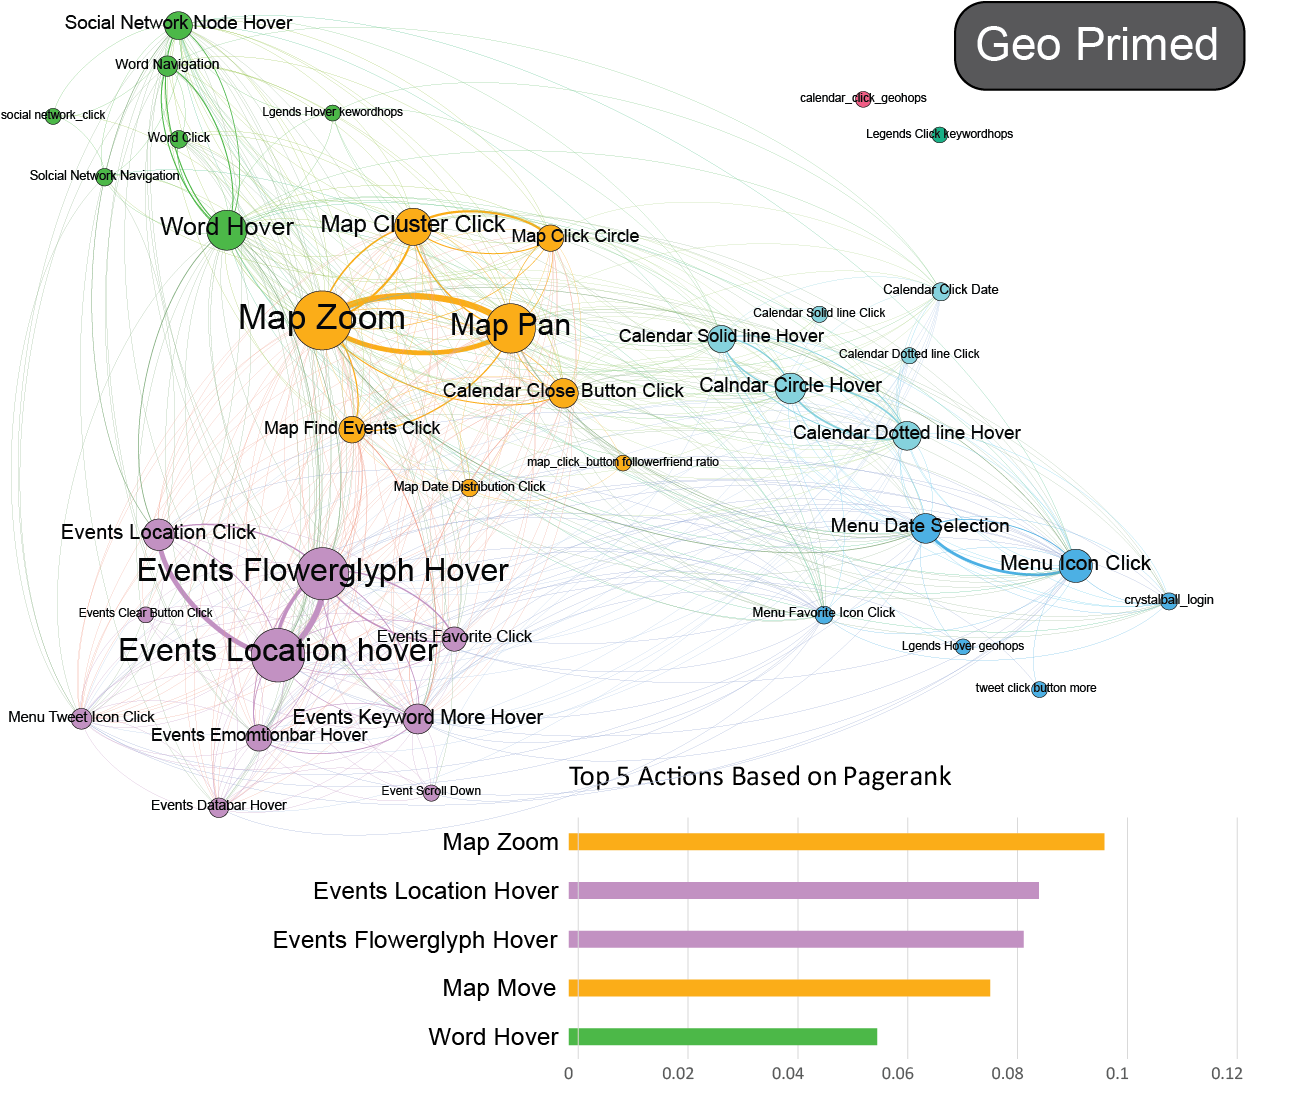 Geo Primed
Social Network Node Hover
Word Navigation
social network_click
Lgends Hover kewordhops
calendar_click_geohops
Legends Click keywordhops
Word Click
Solcial Network Navigation
Word Hover
Map Cluster Click
Map Click Circle
Calendar Click Date
Map Zoom
Map Pan
Calendar Solid line Click
Calendar Solid line Hover
Calendar Dotted line Click
Calendar Close Button Click
Calndar Circle Hover
Map Find Events Click
Calendar Dotted line Hover
map_click_button followerfriend ratio
Map Date Distribution Click
Events Location Click
Menu Date Selection
Events Flowerglyph Hover
Menu Icon Click
crystalball_login
Events Clear Button Click
Menu Favorite Icon Click
Events Location hover
Events Favorite Click
Lgends Hover geohops
tweet click button more
Menu Tweet Icon Click
Events Keyword More Hover
Events Emomtionbar Hover
Event Scroll Down
Events Databar Hover
Top 5 Actions Based on Pagerank
Map Zoom
Events Location Hover
Events Flowerglyph Hover
Map Move
Word Hover
0 0.02 0.04 0.06 0.08 0.1 0.12